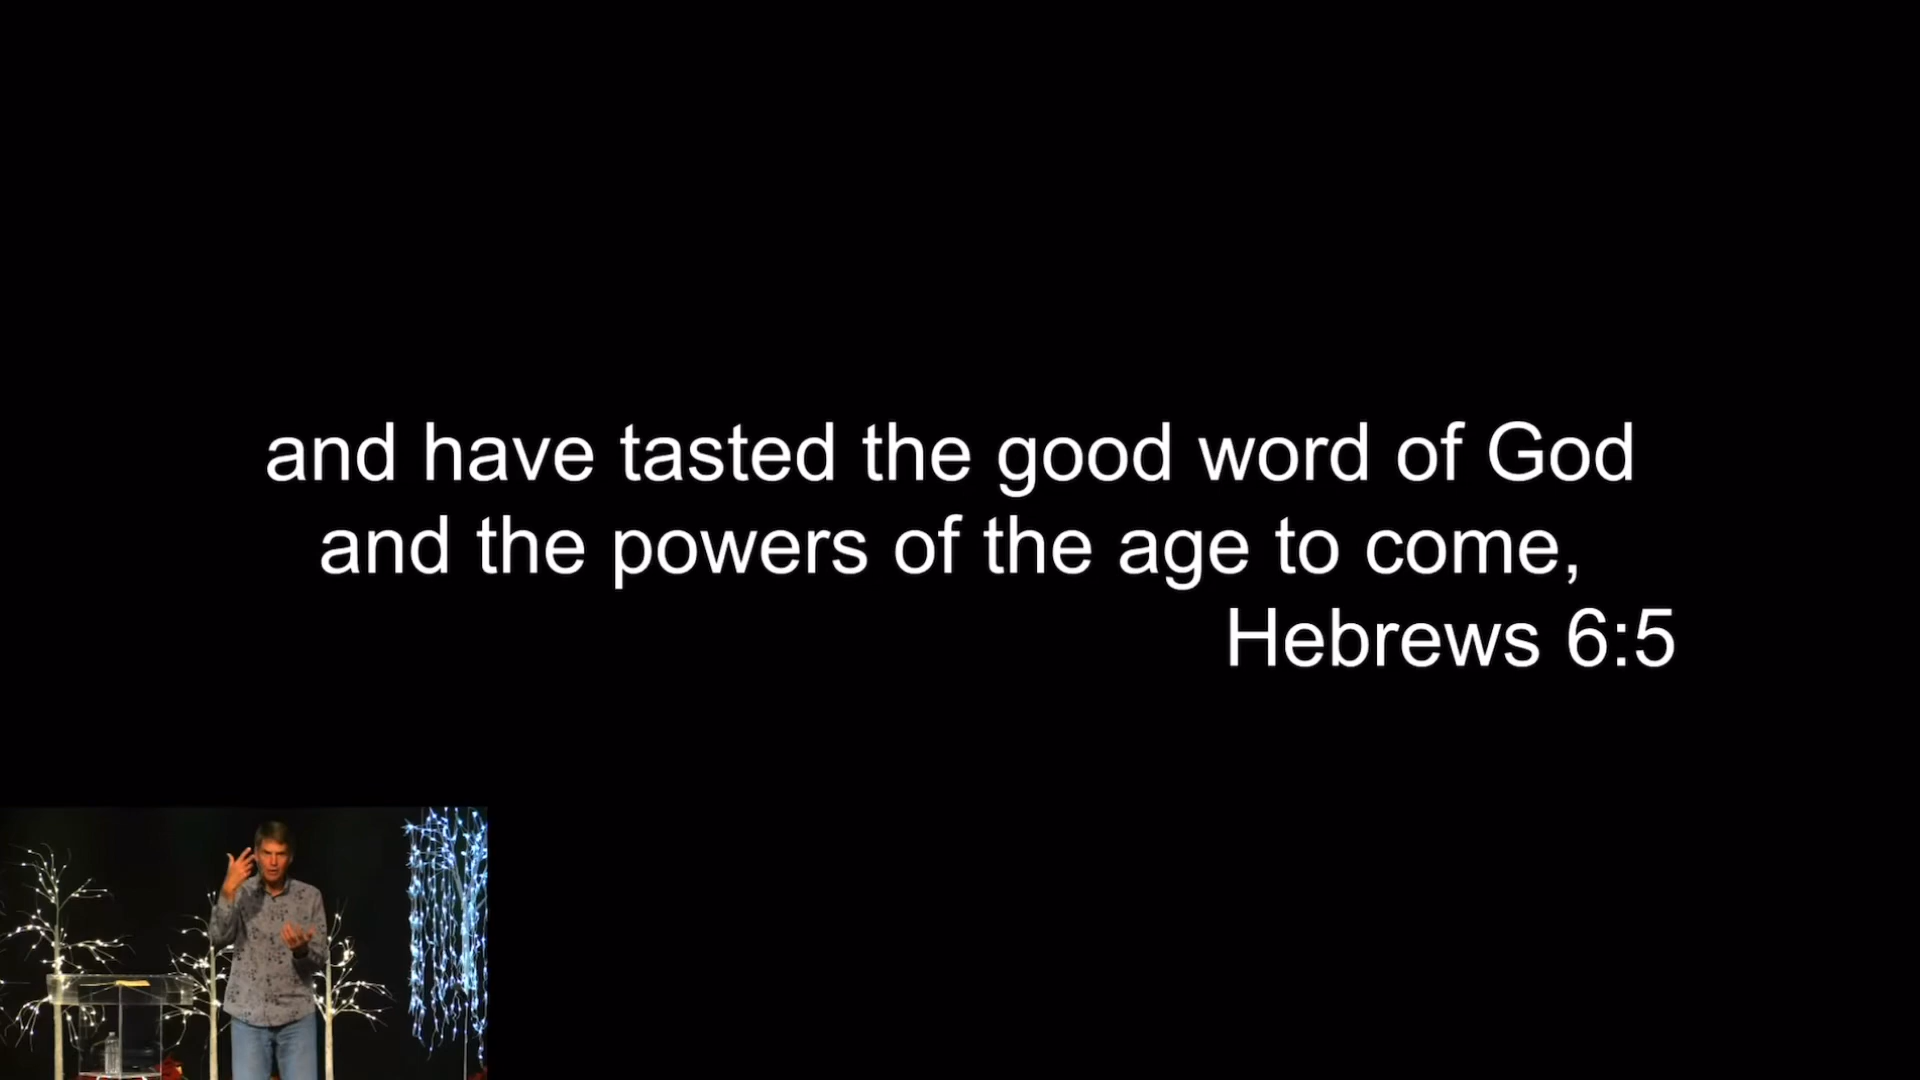 and have tasted the good word of God
and the powers of the age to come,
Hebrews 6:5